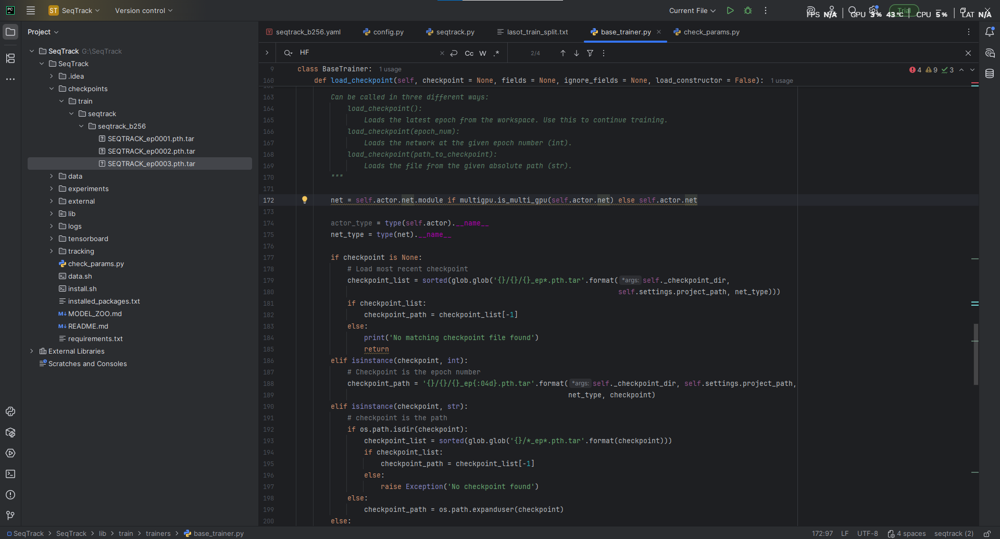 PC ST SeqTrack Version control Current File Trial FPS N/A GPU 3% 43°C CPU 5% LAT N/A
Project
seqtrack_b256.yaml config.py seqtrack.py lasot_train_split.txt base_trainer.py check_params.py
HF Cc W .* 2/4
SeqTrack G:\SeqTrack
SeqTrack
.idea
checkpoints
train
seqtrack
seqtrack_b256
SEQTRACK_ep0001.pth.tar
SEQTRACK_ep0002.pth.tar
SEQTRACK_ep0003.pth.tar
data
experiments
external
lib
logs
tensorboard
tracking
check_params.py
data.sh
install.sh
installed_packages.txt
MODEL_ZOO.md
README.md
requirements.txt
External Libraries
Scratches and Consoles
9 class BaseTrainer: 1 usage 4 9 3
160 def load_checkpoint(self, checkpoint = None, fields = None, ignore_fields = None, load_constructor = False): 1 usage
163 Can be called in three different ways:
164 load_checkpoint():
165 Loads the latest epoch from the workspace. Use this to continue training.
166 load_checkpoint(epoch_num):
167 Loads the network at the given epoch number (int).
168 load_checkpoint(path_to_checkpoint):
169 Loads the file from the given absolute path (str).
170 """
171
172 net = self.actor.net.module if multigpu.is_multi_gpu(self.actor.net) else self.actor.net
173
174 actor_type = type(self.actor).__name__
175 net_type = type(net).__name__
176
177 if checkpoint is None:
178 # Load most recent checkpoint
179 checkpoint_list = sorted(glob.glob('{}/{}/{}_ep*.pth.tar'.format( *args: self._checkpoint_dir,
180 self.settings.project_path, net_type)))
181 if checkpoint_list:
182 checkpoint_path = checkpoint_list[-1]
183 else:
184 print('No matching checkpoint file found')
185 return
186 elif isinstance(checkpoint, int):
187 # Checkpoint is the epoch number
188 checkpoint_path = '{}/{}/{}_ep{:04d}.pth.tar'.format( *args: self._checkpoint_dir, self.settings.project_path,
189 net_type, checkpoint)
190 elif isinstance(checkpoint, str):
191 # checkpoint is the path
192 if os.path.isdir(checkpoint):
193 checkpoint_list = sorted(glob.glob('{}/*_ep*.pth.tar'.format(checkpoint)))
194 if checkpoint_list:
195 checkpoint_path = checkpoint_list[-1]
196 else:
197 raise Exception('No checkpoint found')
198 else:
199 checkpoint_path = os.path.expanduser(checkpoint)
200 else:
SeqTrack > SeqTrack > lib > train > trainers > base_trainer.py 172:97 LF UTF-8 4 spaces seqtrack (2)